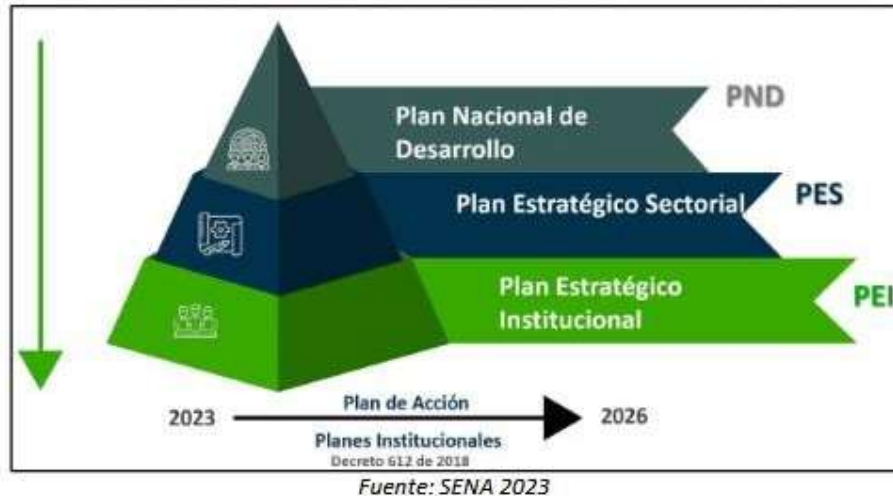 PND
Plan Nacional de
Desarrollo
Plan Estratégico Sectorial
PES
Plan Estratégico
Institucional
PEI
2023
Plan de Acción
2026
Planes Institucionales
Decreto 612 de 2018
Fuente: SENA 2023